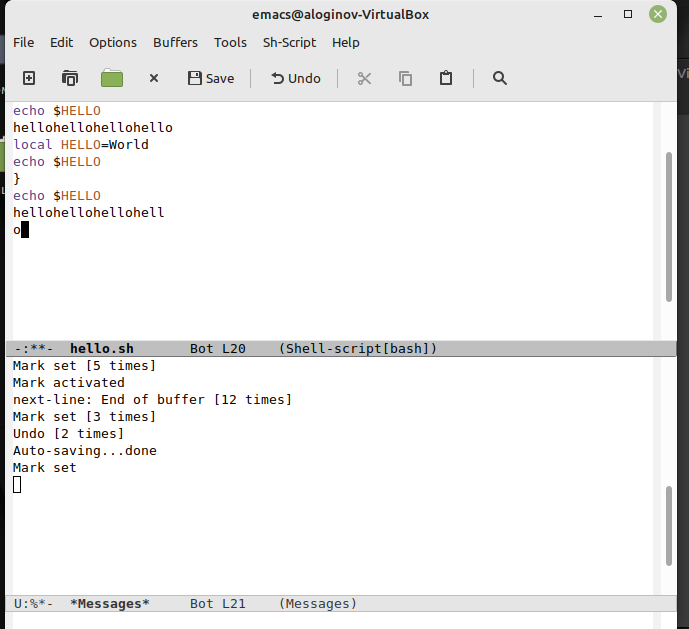 emacs@aloginov-VirtualBox
File Edit Options Buffers Tools Sh-Script Help
Save Undo
echo $HELLO
hellohellohellohello
local HELLO=World
echo $HELLO
}
echo $HELLO
hellohellohellohell
o
-:**- hello.sh Bot L20 (Shell-script[bash])
Mark set [5 times]
Mark activated
next-line: End of buffer [12 times]
Mark set [3 times]
Undo [2 times]
Auto-saving...done
Mark set
U:%*- *Messages* Bot L21 (Messages)